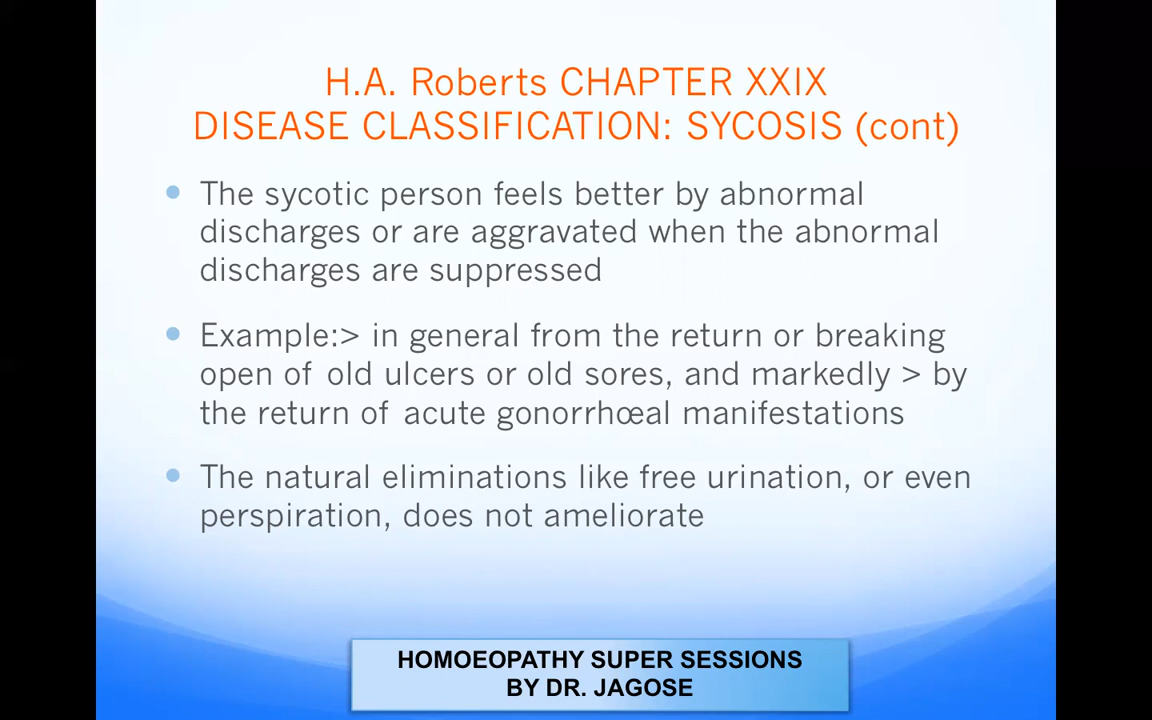 H.A. Roberts CHAPTER XXIX
DISEASE CLASSIFICATION: SYCOSIS (cont)
The sycotic person feels better by abnormal
discharges or are aggravated when the abnormal
discharges are suppressed
Example:> in general from the return or breaking
open of old ulcers or old sores, and markedly > by
the return of acute gonorrhœal manifestations
The natural eliminations like free urination, or even
perspiration, does not ameliorate
HOMOEOPATHY SUPER SESSIONS
BY DR. JAGOSE